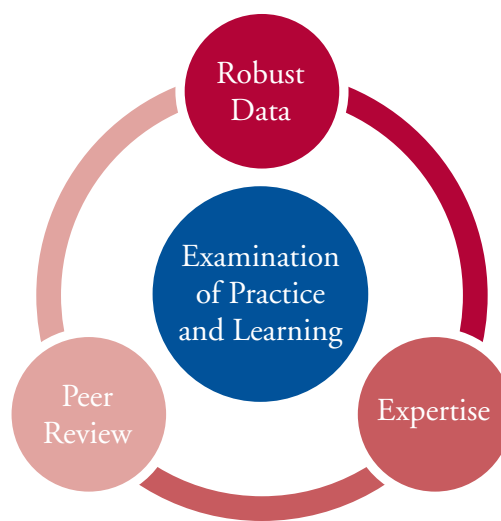 Robust
Data
Examination
of Practice
and Learning
Peer
Review
Expertise